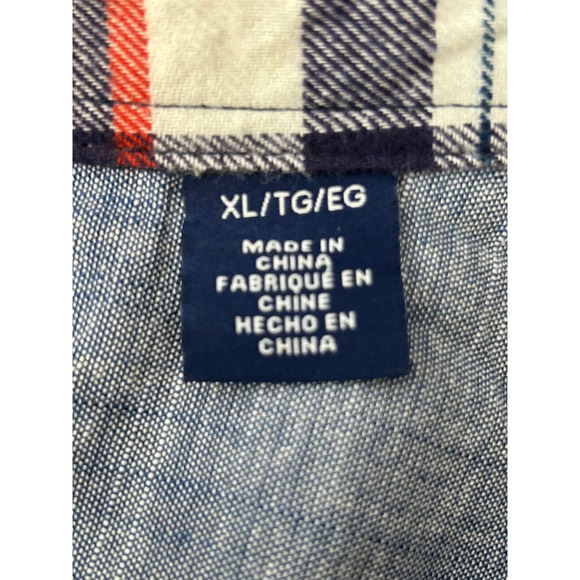 XL/TG/EG
MADE IN
CHINA
FABRIQUÉ EN
CHINE
HECHO EN
CHINA